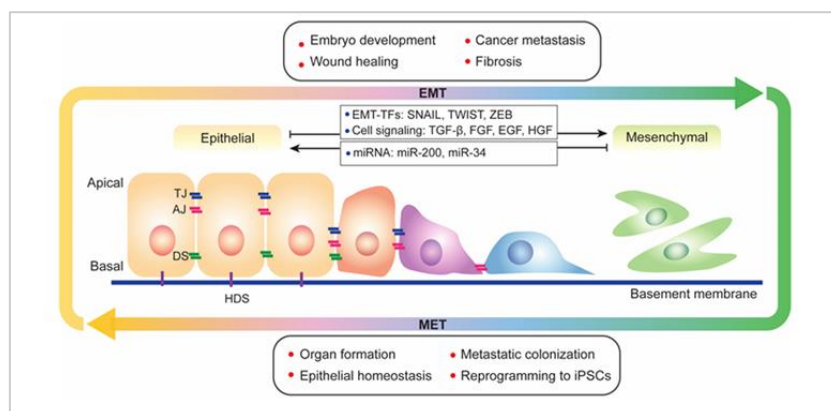 • Embryo development • Cancer metastasis
• Wound healing • Fibrosis
EMT
• EMT-TFs: SNAIL, TWIST, ZEB
• Cell signaling: TGF-β, FGF, EGF, HGF
Epithelial
Mesenchymal
• miRNA: miR-200, miR-34
Apical
TJ
AJ
DS
Basal
HDS
Basement membrane
MET
• Organ formation • Metastatic colonization
• Epithelial homeostasis • Reprogramming to iPSCs